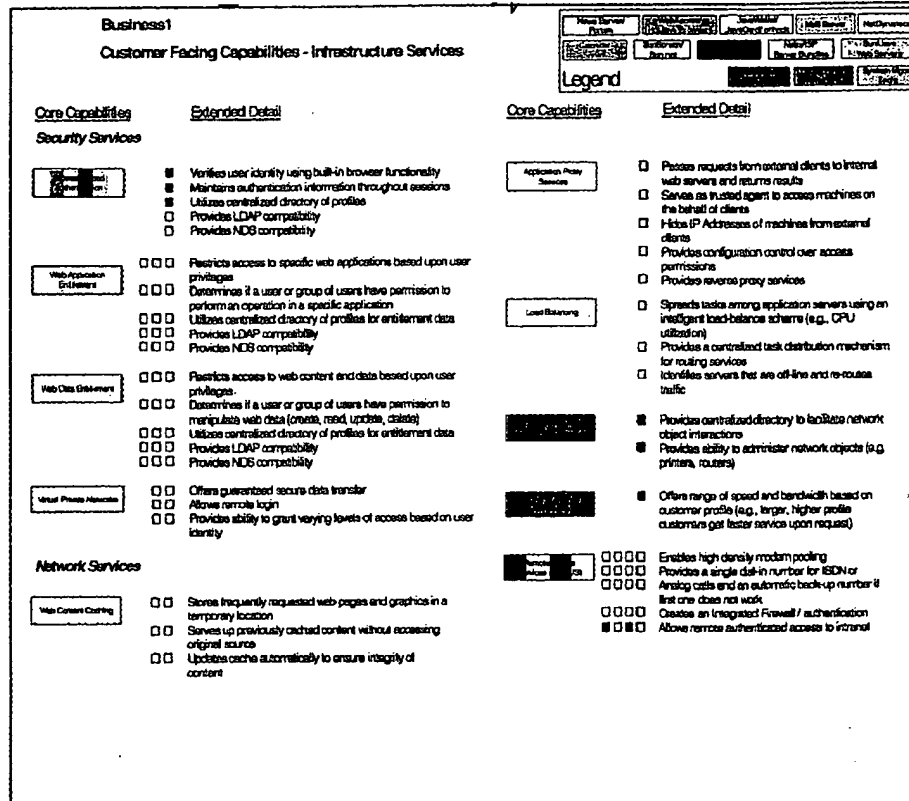 Business1
Customer Facing Capabilities - Infrastructure Services
Legend
Core Capabilities
Extended Detail
Security Services
Verifies user identity using built-in browser functionality
Maintains authentication information throughout sessions
Utilizes centralized directory of profiles
Provides LDAP compatibility
Provides NDS compatibility
Web Application
Entitlement
Restricts access to specific web applications based upon user
privileges
Determines if a user or group of users have permission to
perform an operation in a specific application
Utilizes centralized directory of profiles for entitlement data
Provides LDAP compatibility
Provides NDS compatibility
Web Data Entitlement
Restricts access to web content and data based upon user
privileges.
Determines if a user or group of users have permission to
manipulate web data (create, read, update, delete)
Utilizes centralized directory of profiles for entitlement data
Provides LDAP compatibility
Provides NDS compatibility
Virtual Private Networks
Offers guaranteed secure data transfer
Allows remote login
Provides ability to grant varying levels of access based on user
identity
Network Services
Web Content Caching
Stores frequently requested web pages and graphics in a
temporary location
Serves up previously cached content without accessing
original source
Updates cache automatically to ensure integrity of
content
Core Capabilities
Extended Detail
Application Proxy
Services
Passes requests from external clients to internal
web servers and returns results
Serves as trusted agent to access machines on
the behalf of clients
Hides IP Addresses of machines from external
clients
Provides configuration control over access
permissions
Provides reverse proxy services
Load Balancing
Spreads tasks among application servers using an
intelligent load-balance scheme (e.g., CPU
utilization)
Provides a centralized task distribution mechanism
for routing services
Identifies servers that are off-line and re-routes
traffic
Provides centralized directory to facilitate network
object interactions
Provides ability to administer network objects (e.g.
printers, routers)
Offers range of speed and bandwidth based on
customer profile (e.g., larger, higher profile
customers get faster service upon request)
Enables high density modem pooling
Provides a single dial-in number for ISDN or
Analog calls and an automatic back-up number if
first one does not work
Creates an Integrated Firewall / authentication
Allows remote authenticated access to intranet